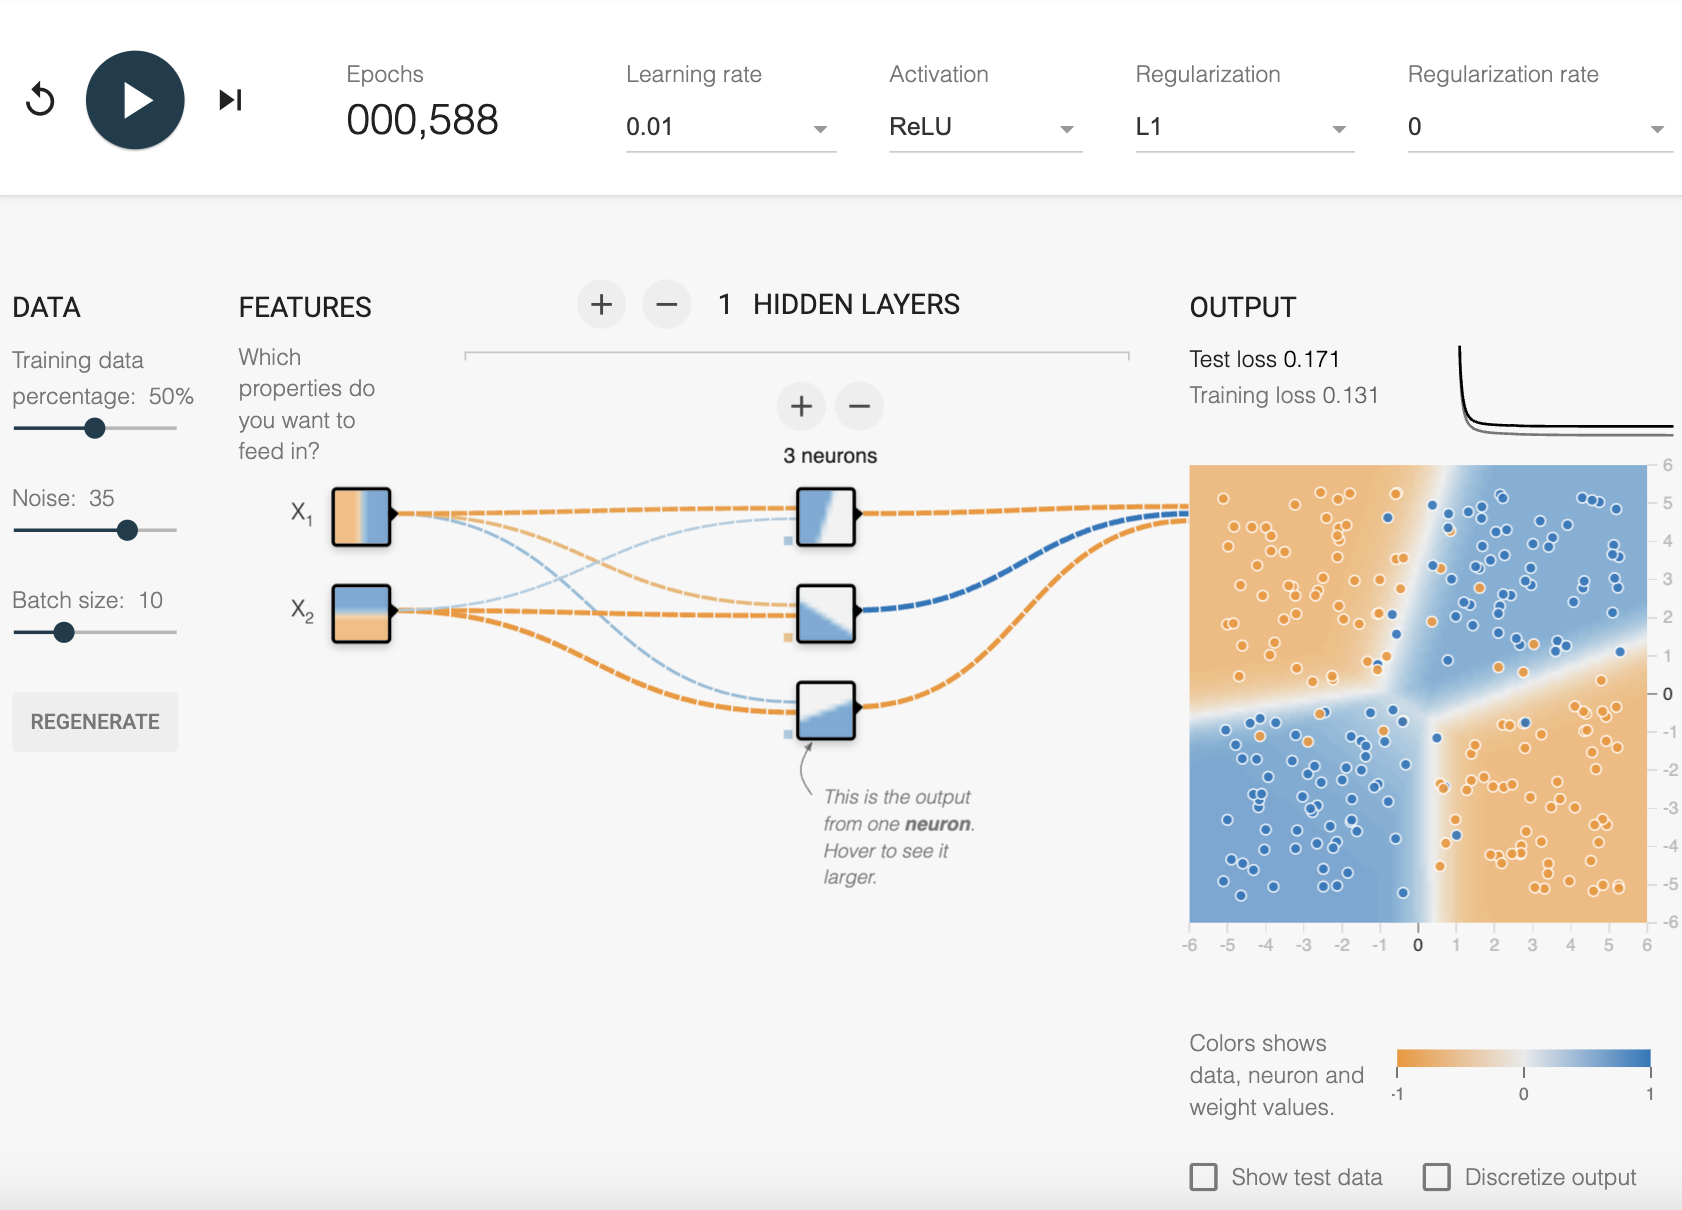 Epochs
000,588
Learning rate
0.01
Activation
ReLU
Regularization
L1
Regularization rate
0
DATA
Training data
percentage: 50%
Noise: 35
Batch size: 10
REGENERATE
FEATURES
Which
properties do
you want to
feed in?
X1
X2
1 HIDDEN LAYERS
3 neurons
This is the output
from one neuron.
Hover to see it
larger.
OUTPUT
Test loss 0.171
Training loss 0.131
6
5
4
3
2
1
0
-1
-2
-3
-4
-5
-6
-6 -5 -4 -3 -2 -1 0 1 2 3 4 5 6
Colors shows
data, neuron and
weight values.
-1 0 1
Show test data
Discretize output